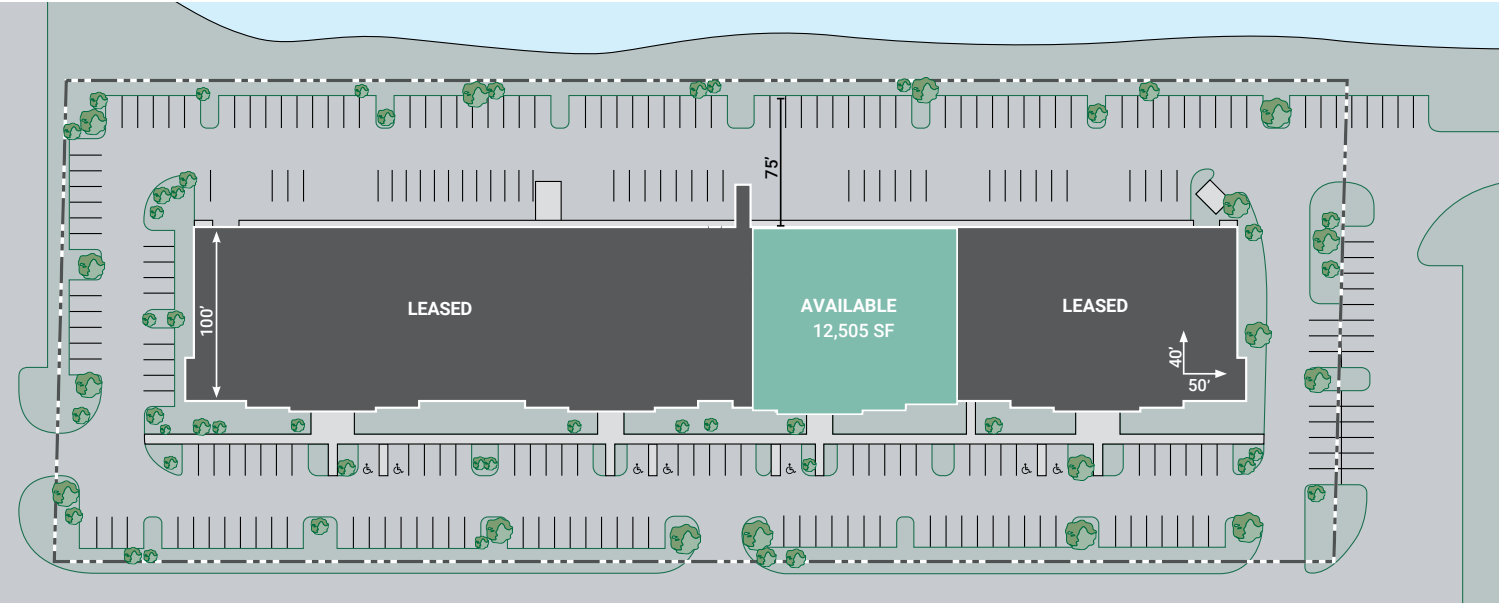 75’
LEASED
100’
AVAILABLE
12,505 SF
LEASED
40’
50’